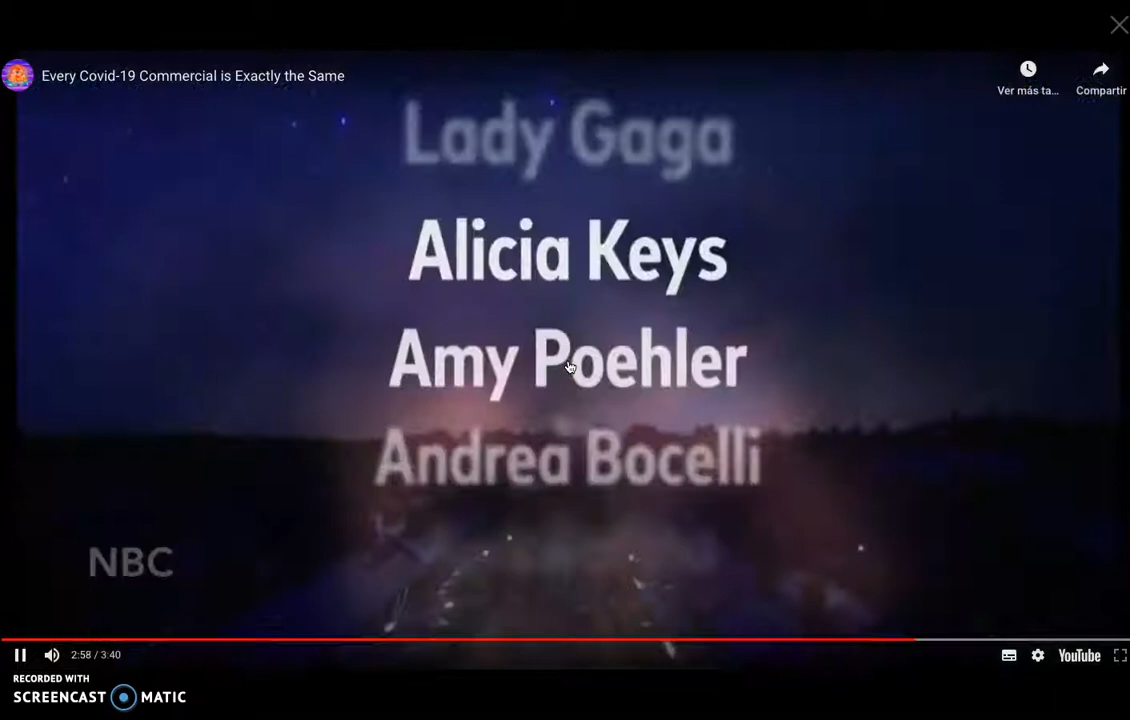 Every Covid-19 Commercial is Exactly the Same
Ver más ta...
Compartir
Lady Gaga
Alicia Keys
Amy Poehler
Andrea Bocelli
NBC
2:58 / 3:40
YouTube
RECORDED WITH
SCREENCAST MATIC